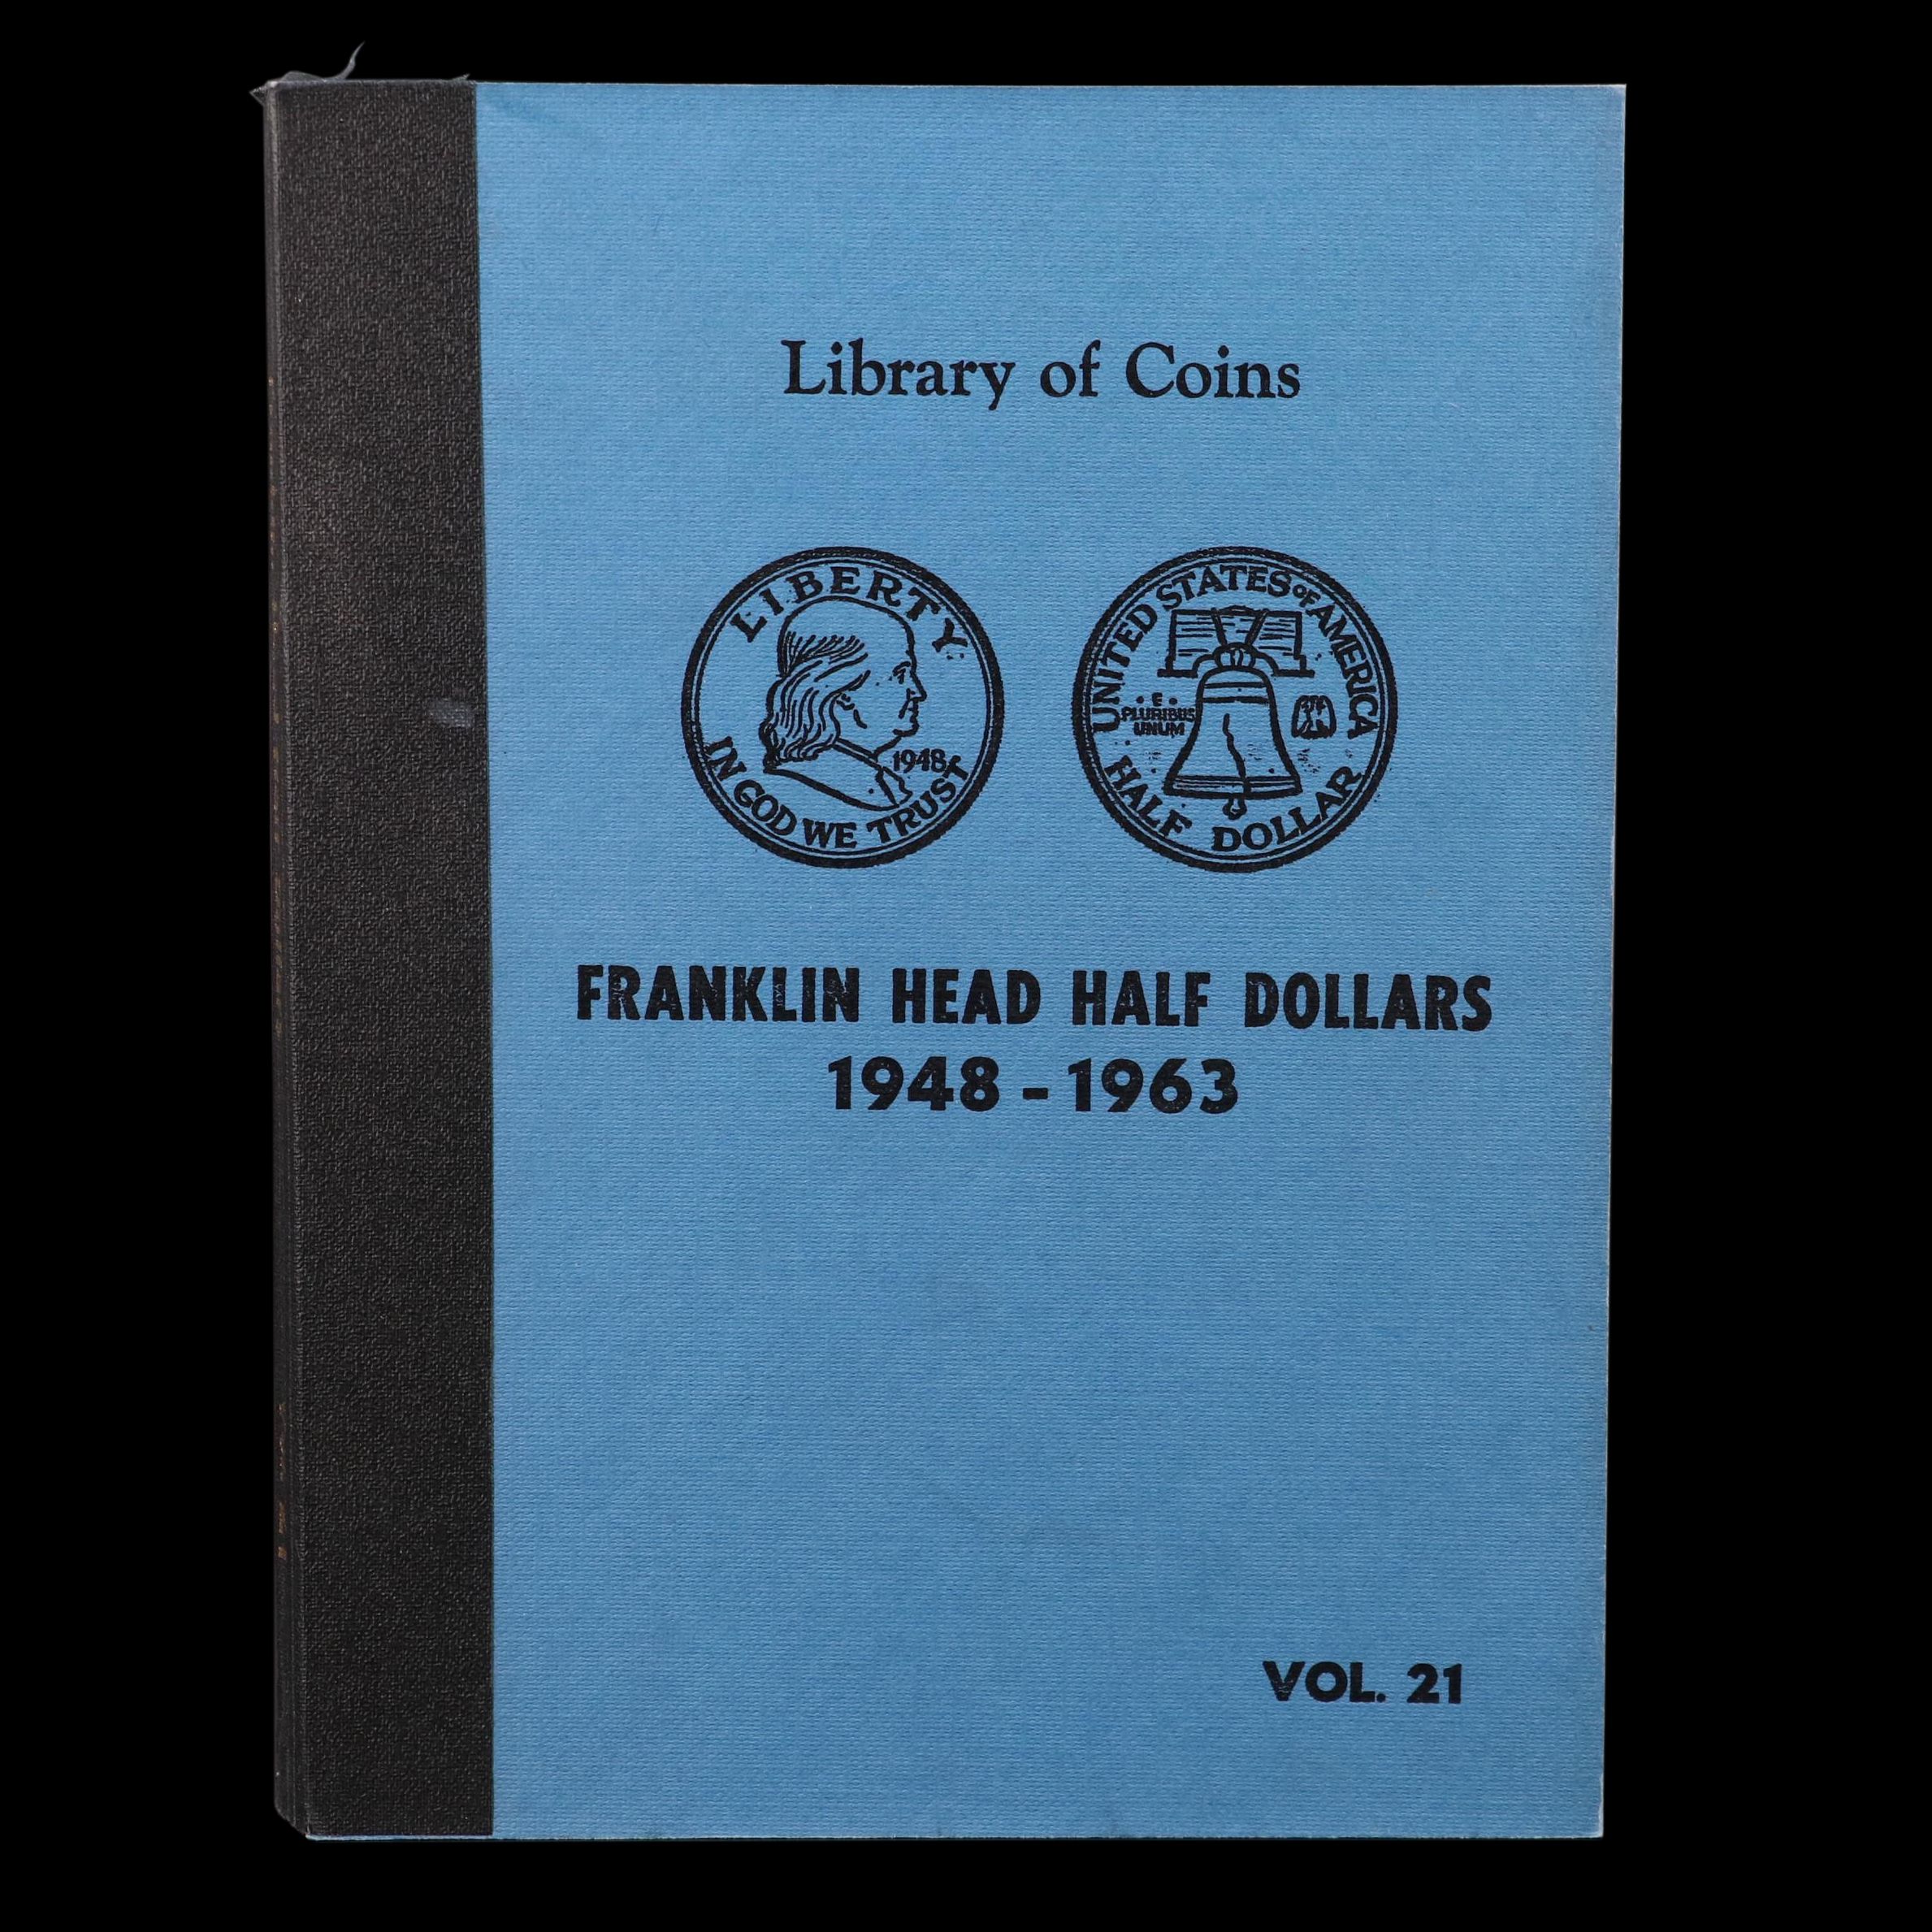 Library of Coins
LIBERTY
IN GOD WE TRUST
1948
UNITED STATES OF AMERICA
· E ·
PLURIBUS
UNUM
HALF DOLLAR
FRANKLIN HEAD HALF DOLLARS
1948 - 1963
VOL. 21